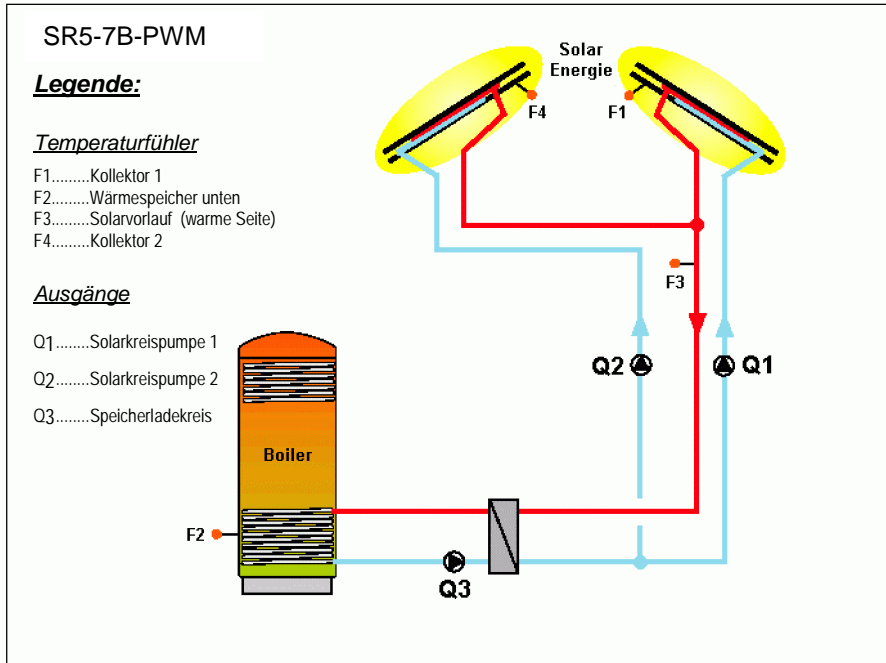 SR5-7B-PWM
Legende:
Temperaturfühler
F1.........Kollektor 1
F2.........Wärmespeicher unten
F3.........Solarvorlauf (warme Seite)
F4.........Kollektor 2
Ausgänge
Q1........Solarkreispumpe 1
Q2........Solarkreispumpe 2
Q3........Speicherladekreis
Solar
Energie
F4
F1
F3
Q2
Q1
Boiler
F2
Q3